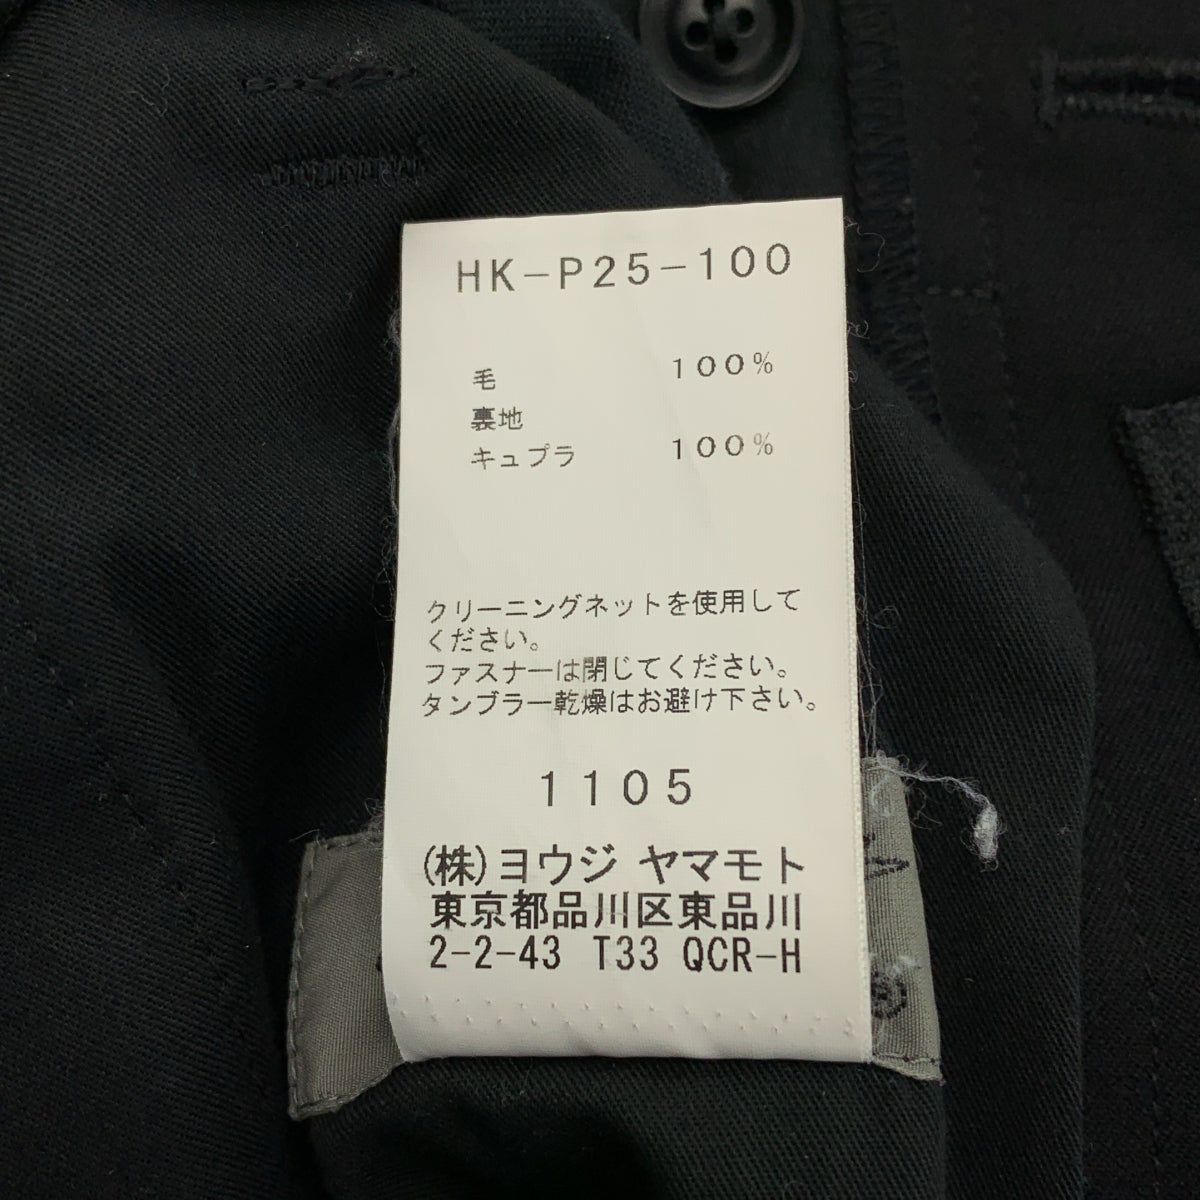 HK-P25-100
毛 100%
裏地
キュプラ 100%
クリーニングネットを使用して
ください。
ファスナーは閉じてください。
タンブラー乾燥はお避け下さい。
1105
(株)ヨウジ ヤマモト
東京都品川区東品川
2-2-43 T33 QCR-H